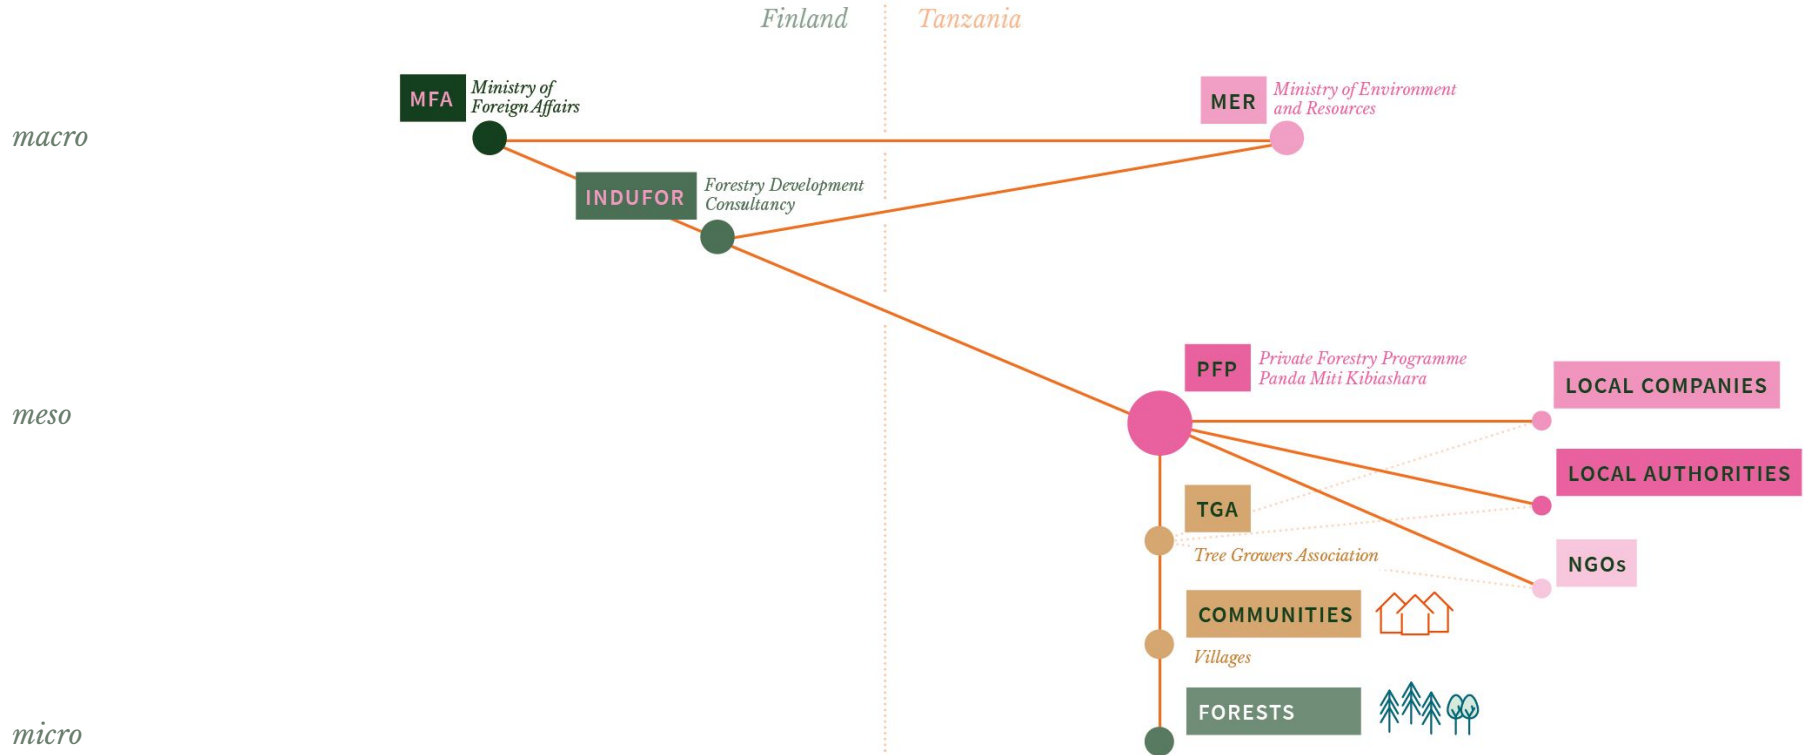 Finland
Tanzania
MFA
Ministry of
Foreign Affairs
MER
Ministry of Environment
and Resources
macro
INDUFOR
Forestry Development
Consultancy
PFP
Private Forestry Programme
Panda Miti Kibiashara
LOCAL COMPANIES
meso
LOCAL AUTHORITIES
TGA
Tree Growers Association
NGOs
COMMUNITIES
Villages
FORESTS
micro